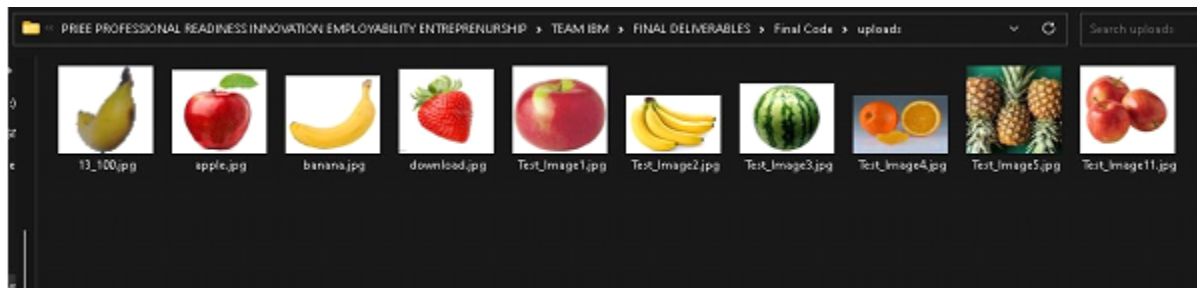 « PRIEE PROFESSIONAL READINESS INNOVATION EMPLOYABILITY ENTREPRENURSHIP > TEAM IBM > FINAL DELIVERABLES > Final Code > uploads
Search uploads
13_100.jpg
apple.jpg
banana.jpg
download.jpg
Test_Image1.jpg
Test_Image2.jpg
Test_Image3.jpg
Test_Image4.jpg
Test_Image5.jpg
Test_Image11.jpg